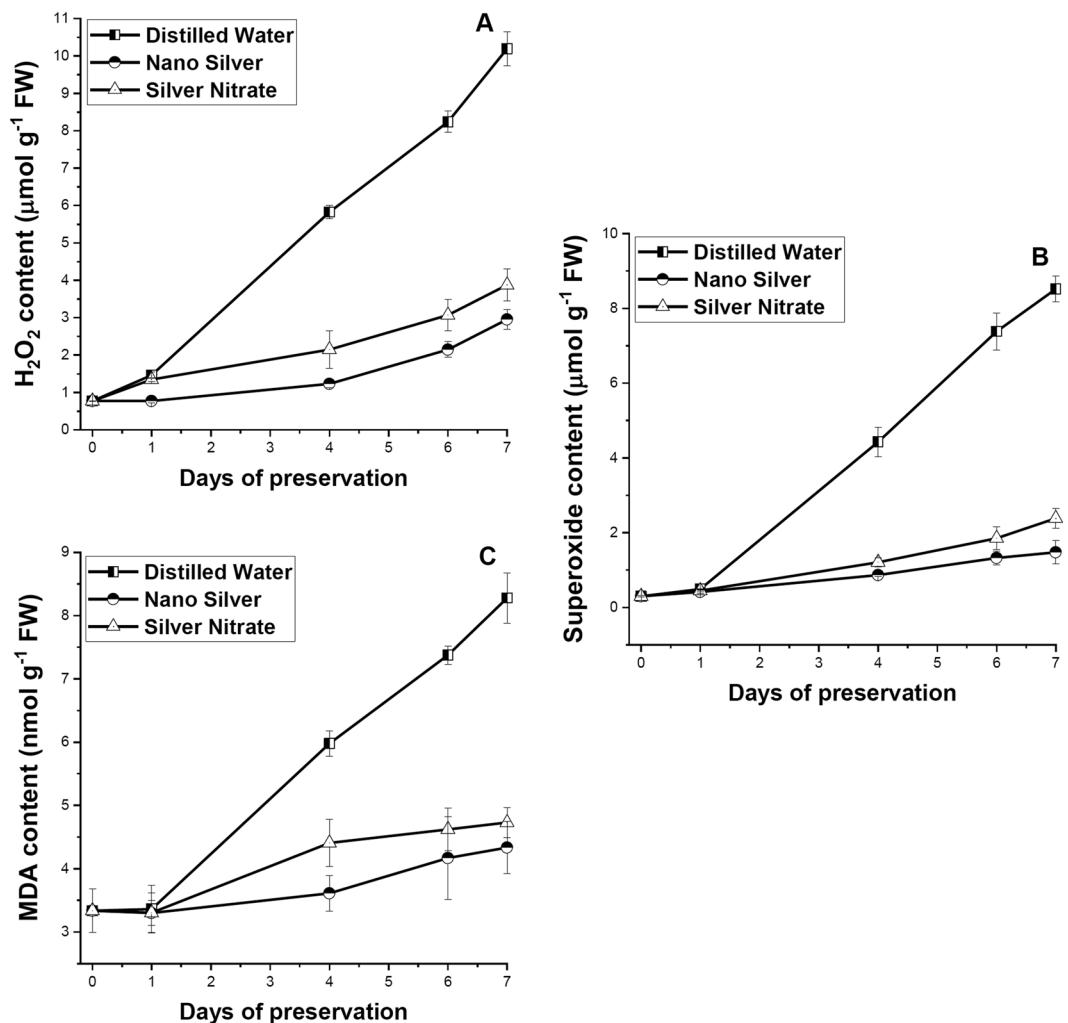 A
Distilled Water
Nano Silver
Silver Nitrate
H₂O₂ content (μmol g⁻¹ FW)
11
10
9
8
7
6
5
4
3
2
1
0
0 1 2 3 4 5 6 7
Days of preservation
B
Distilled Water
Nano Silver
Silver Nitrate
Superoxide content (μmol g⁻¹ FW)
10
8
6
4
2
0
0 1 2 3 4 5 6 7
Days of preservation
C
Distilled Water
Nano Silver
Silver Nitrate
MDA content (nmol g⁻¹ FW)
9
8
7
6
5
4
3
0 1 2 3 4 5 6 7
Days of preservation